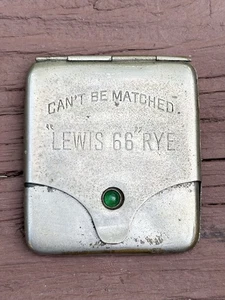 CAN'T BE MATCHED.
"LEWIS 66" RYE